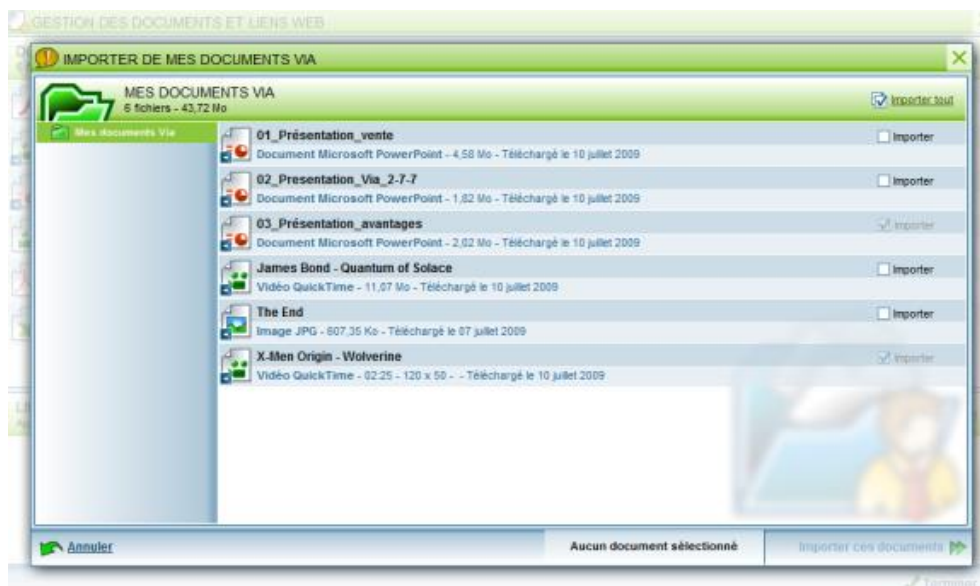 GESTION DES DOCUMENTS ET LIENS WEB
IMPORTER DE MES DOCUMENTS VIA
MES DOCUMENTS VIA
6 fichiers - 43,72 Mo
Importer tout
Mes documents Via
01_Présentation_vente
Importer
Document Microsoft PowerPoint - 4,58 Mo - Téléchargé le 10 juillet 2009
02_Presentation_Via_2-7-7
Importer
Document Microsoft PowerPoint - 1,82 Mo - Téléchargé le 10 juillet 2009
03_Présentation_avantages
Importer
Document Microsoft PowerPoint - 2,02 Mo - Téléchargé le 10 juillet 2009
James Bond - Quantum of Solace
Importer
Vidéo QuickTime - 11,07 Mo - Téléchargé le 10 juillet 2009
The End
Importer
Image JPG - 607,35 Ko - Téléchargé le 07 juillet 2009
X-Men Origin - Wolverine
Importer
Vidéo QuickTime - 02:25 - 120 x 50 - - Téléchargé le 10 juillet 2009
Annuler
Aucun document sélectionné
Importer ces documents
Terminer